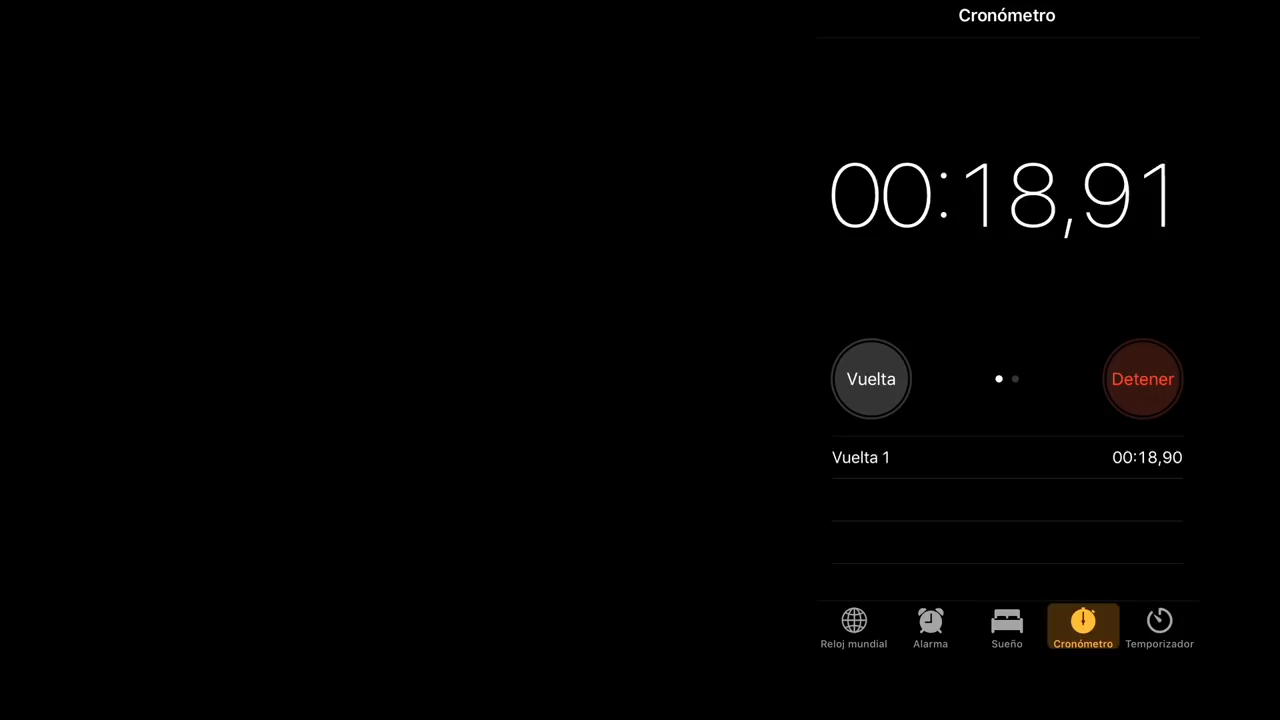 Cronómetro
00:18,91
Vuelta
Detener
Vuelta 1 00:18,90
Reloj mundial Alarma Sueño Cronómetro Temporizador